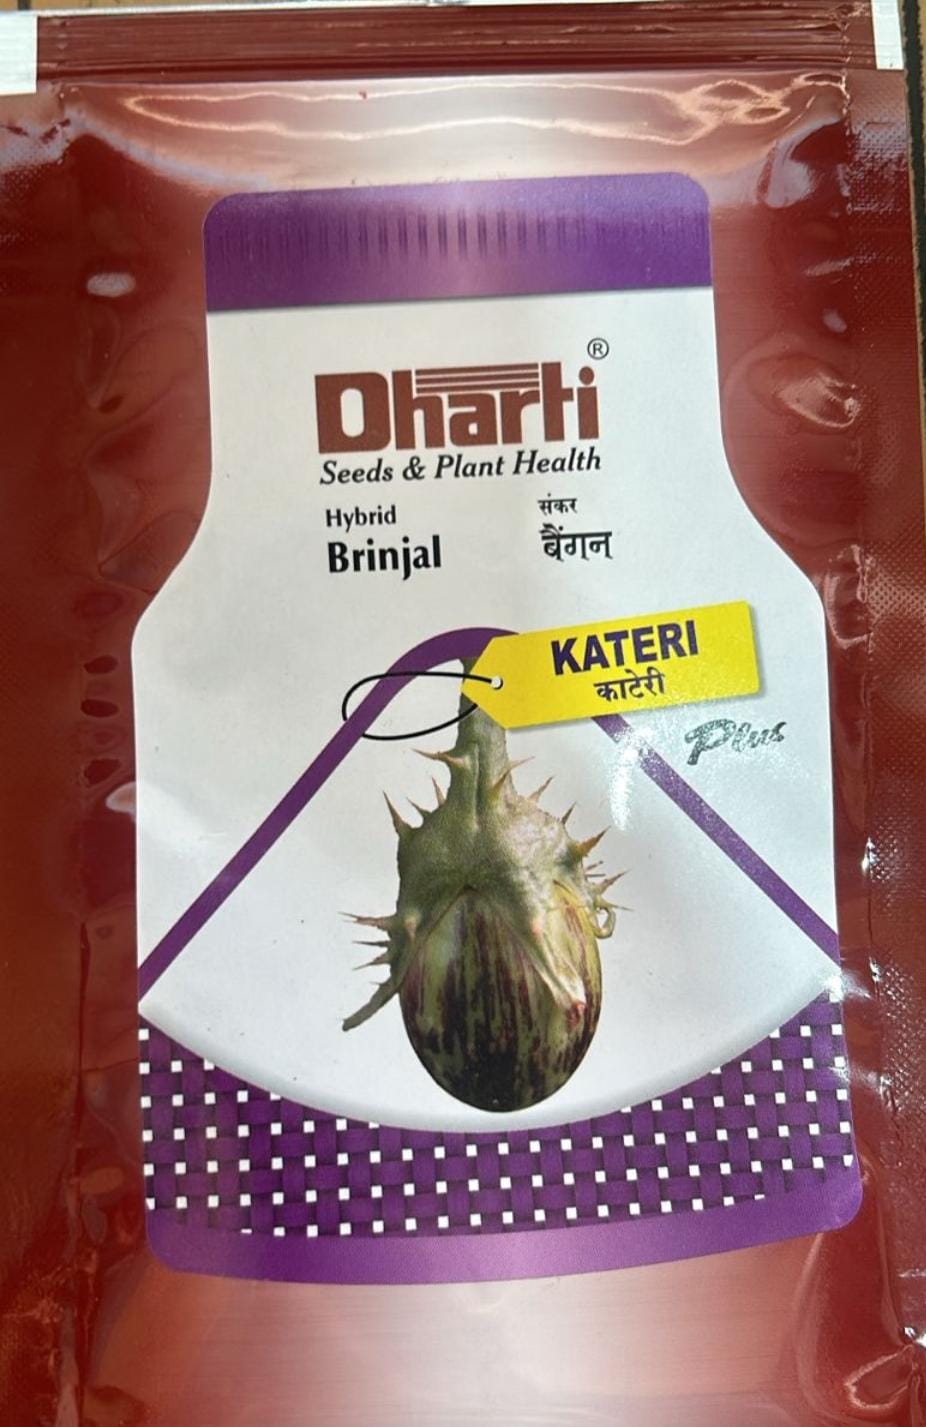 Dharti®
Seeds & Plant Health
Hybrid
Brinjal
संकर
बैंगन
KATERI
काटेरी
Plus